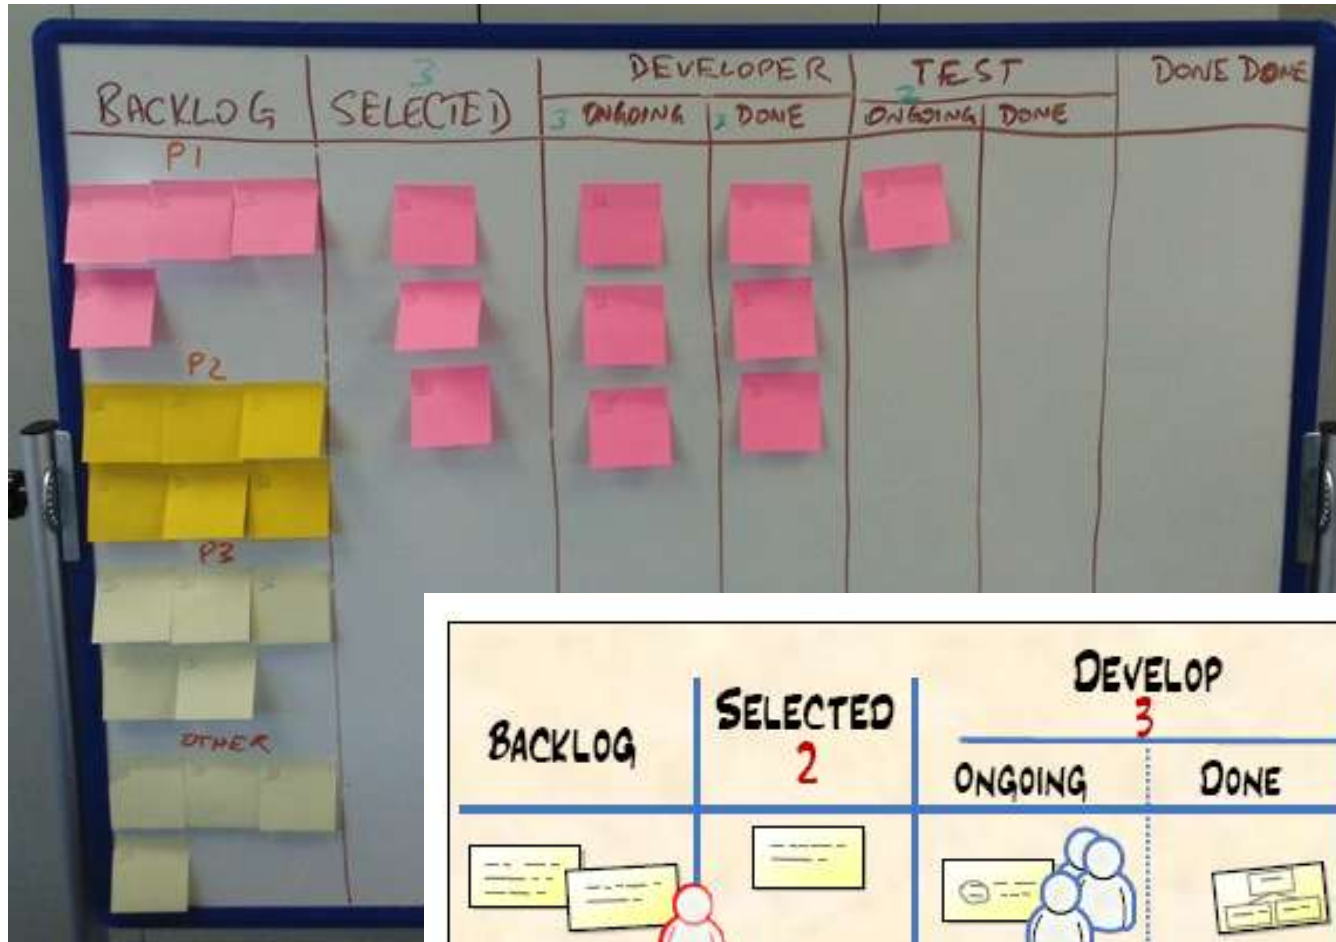 BACKLOG
3
SELECTED
DEVELOPER
3 ONGOING
DONE
TEST
2
ONGOING
DONE
DONE DONE
P1
P2
P3
OTHER
BACKLOG
SELECTED
2
DEVELOP
3
ONGOING
DONE